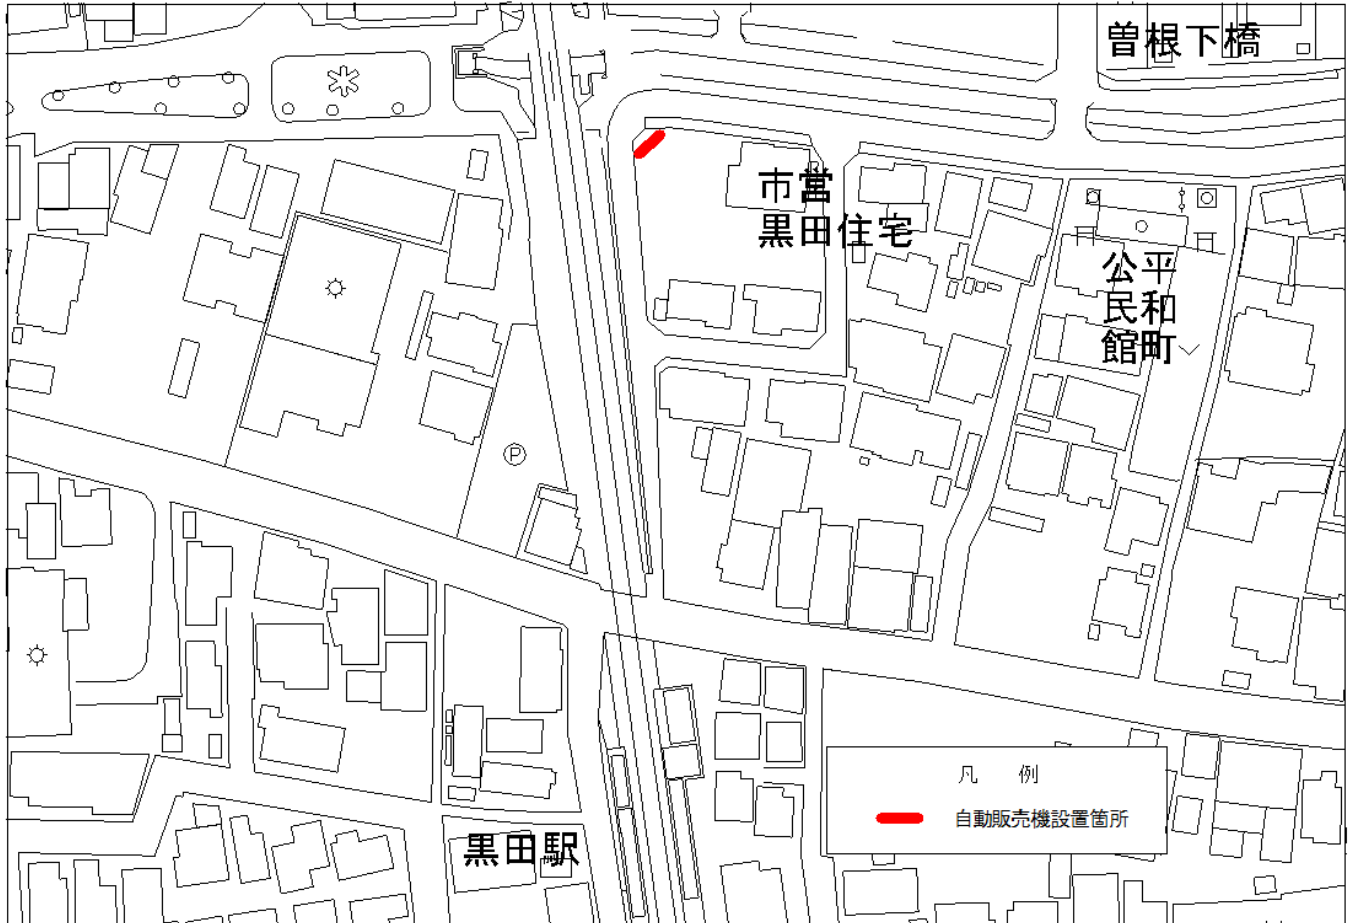 曽根下橋
市営
黒田住宅
平和町
公民館
Ⓟ
凡 例
自動販売機設置箇所
黒田駅